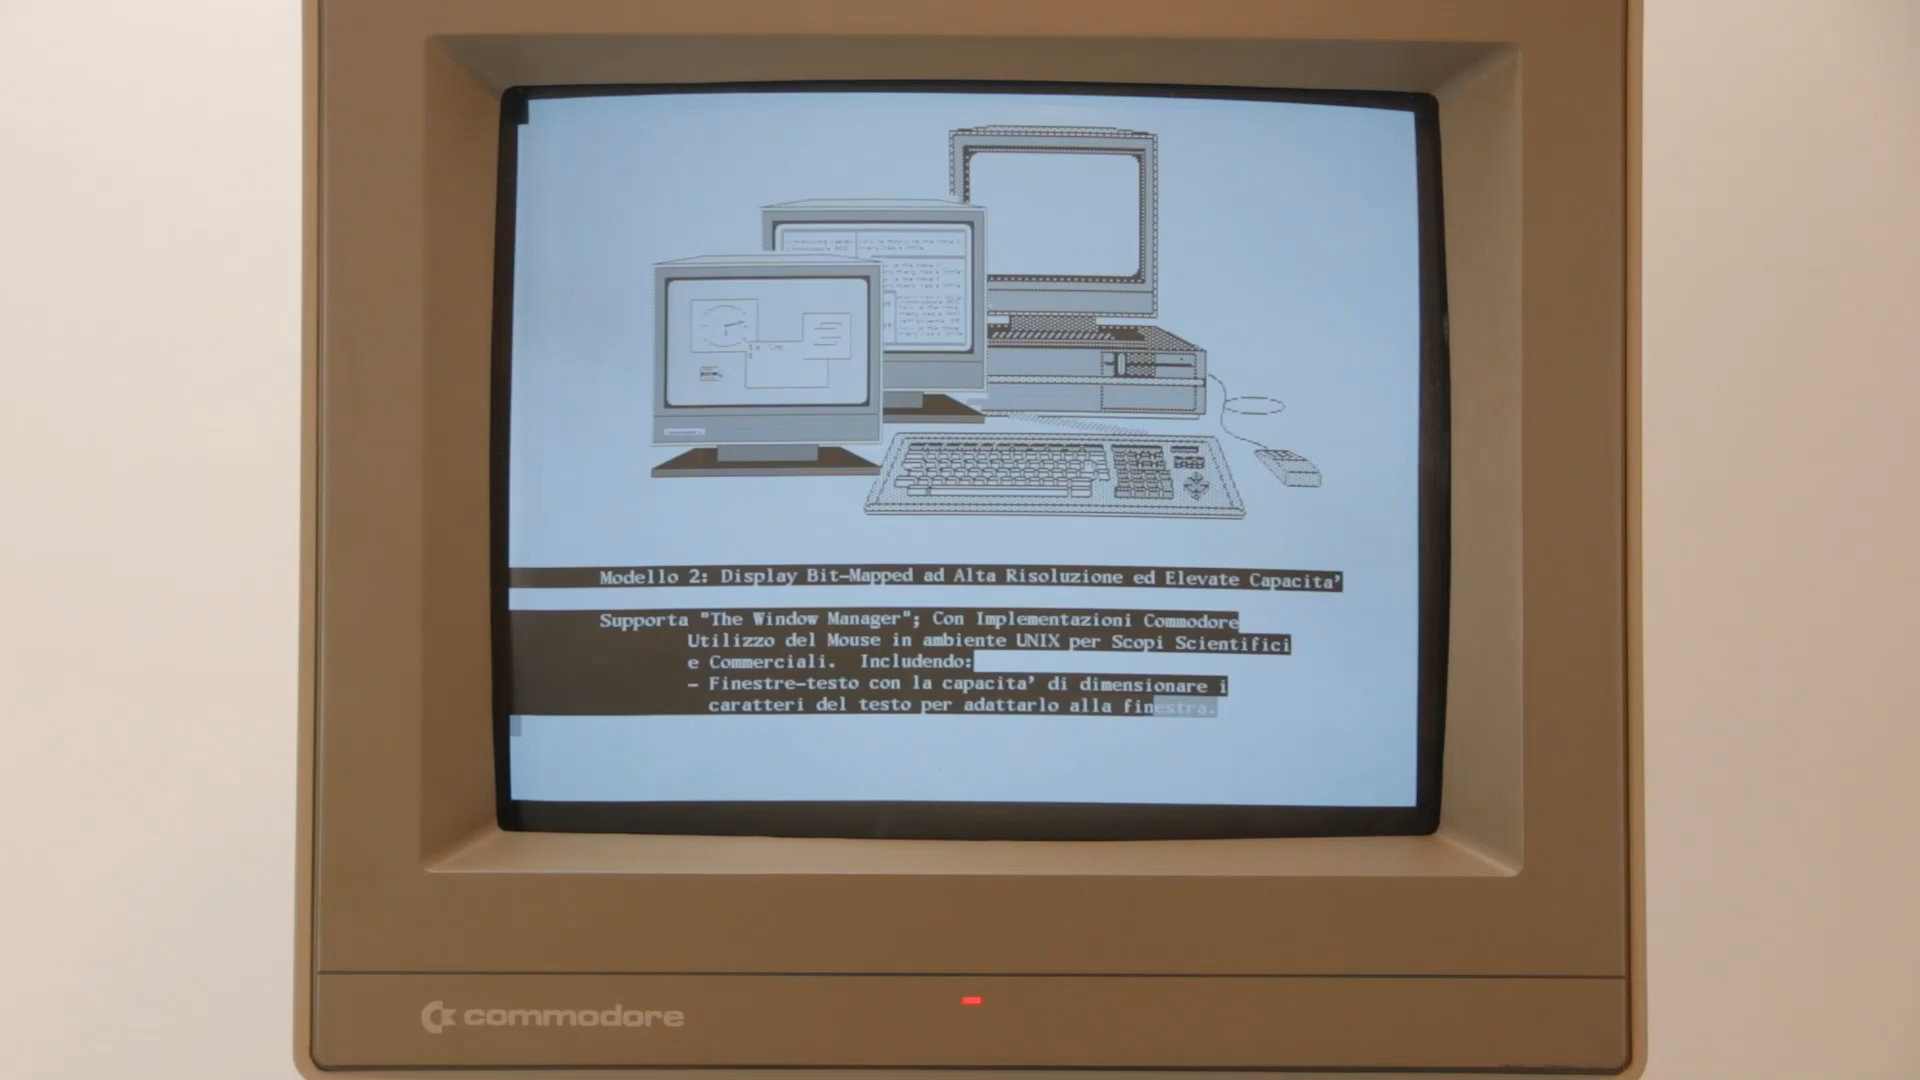 Modello 2: Display Bit-Mapped ad Alta Risoluzione ed Elevate Capacita'
Supporta "The Window Manager"; Con Implementazioni Commodore
Utilizzo del Mouse in ambiente UNIX per Scopi Scientifici
e Commerciali. Includendo:
- Finestre-testo con la capacita' di dimensionare i
caratteri del testo per adattarlo alla finestra.
commodore